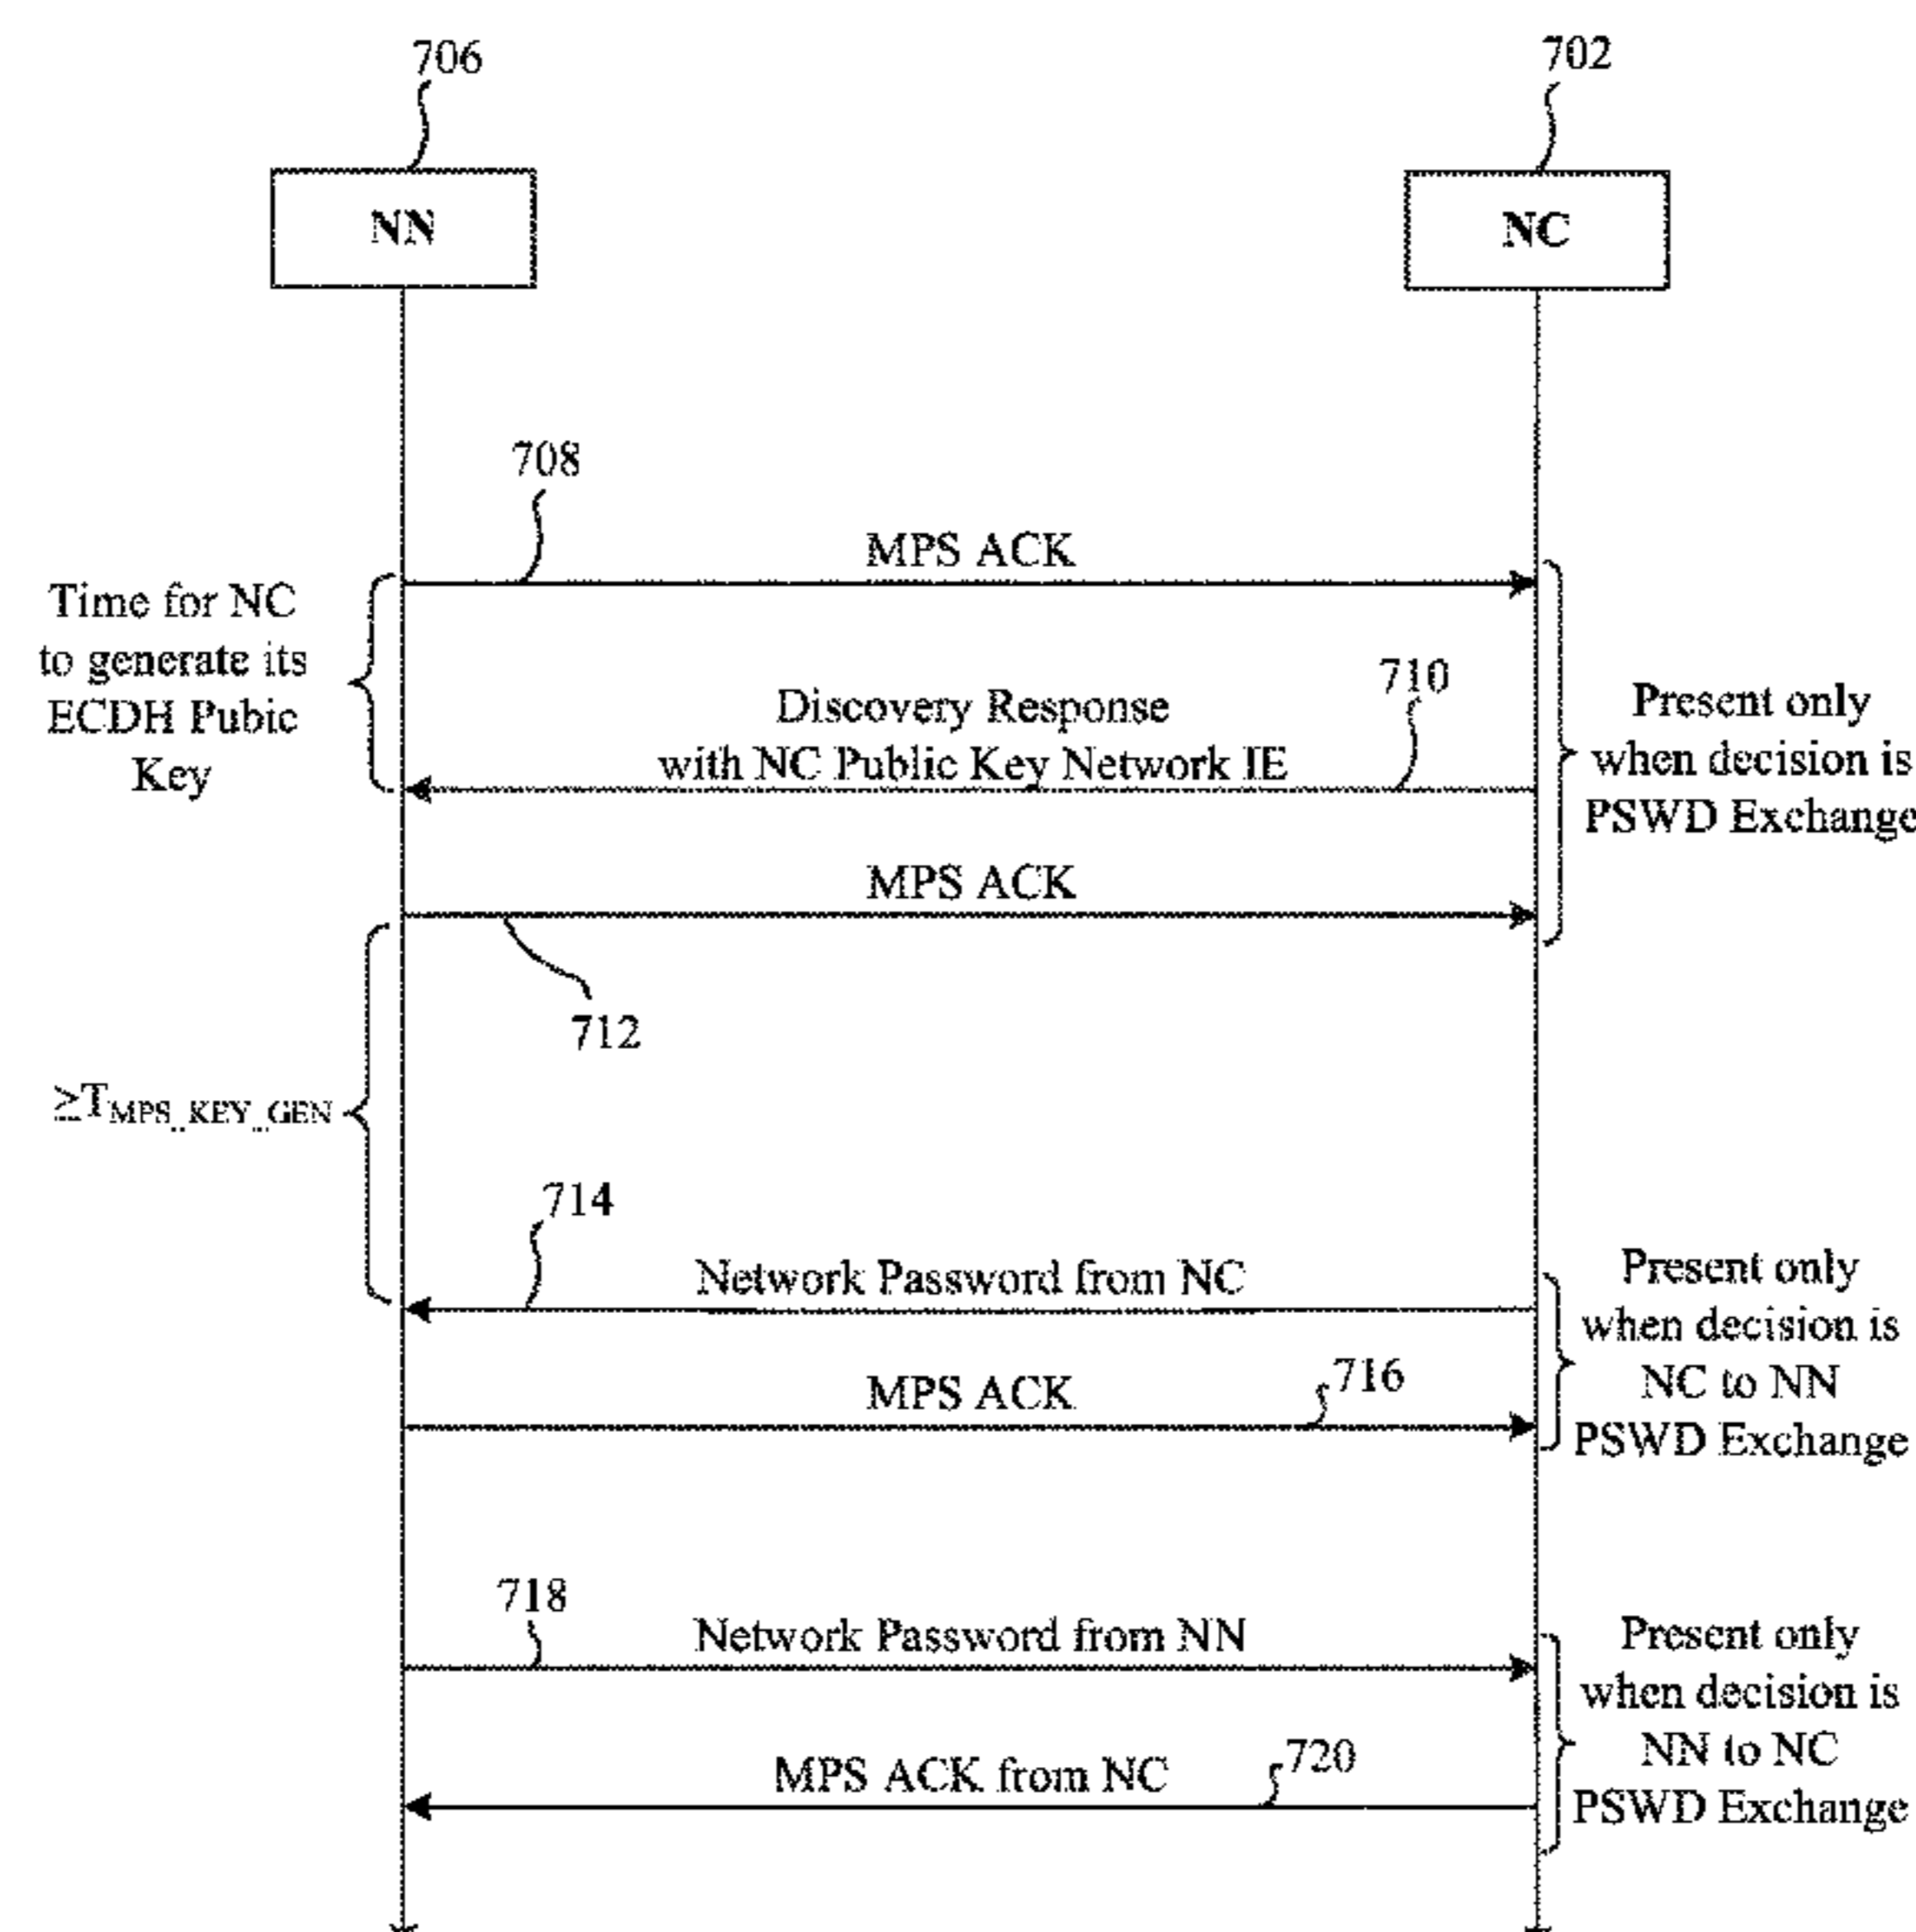 706
702
NN
NC
708
MPS ACK
Time for NC
to generate its
ECDH Pubic
Key
710
Discovery Response
with NC Public Key Network IE
Present only
when decision is
PSWD Exchange
MPS ACK
712
≥TMPS_KEY_GEN
714
Network Password from NC
Present only
when decision is
NC to NN
PSWD Exchange
716
MPS ACK
718
Network Password from NN
Present only
when decision is
NN to NC
PSWD Exchange
720
MPS ACK from NC